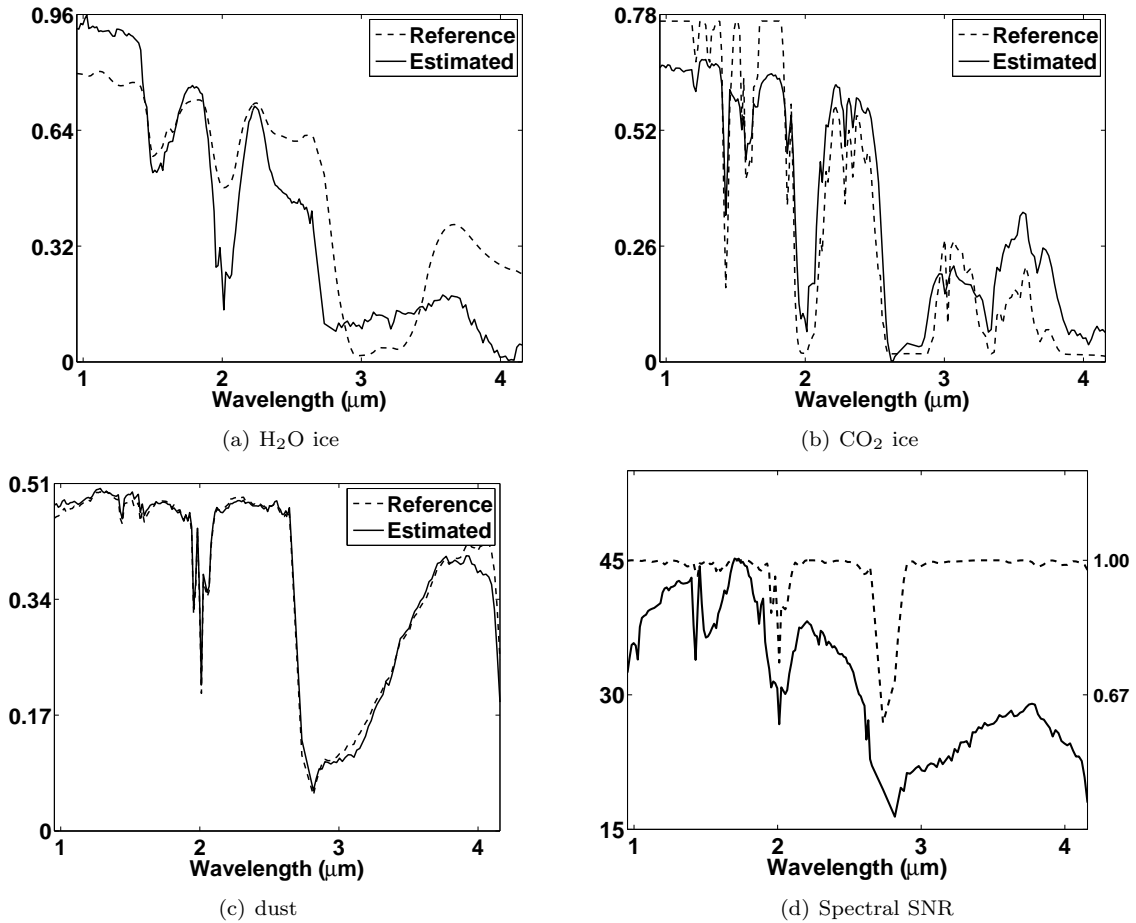 0.96
0.64
0.32
0
1 2 3 4
Wavelength (μm)
Reference
Estimated
(a) H₂O ice
0.78
0.52
0.26
0
1 2 3 4
Wavelength (μm)
Reference
Estimated
(b) CO₂ ice
0.51
0.34
0.17
0
1 2 3 4
Wavelength (μm)
Reference
Estimated
(c) dust
45
30
15
1.00
0.67
1 2 3 4
Wavelength (μm)
(d) Spectral SNR